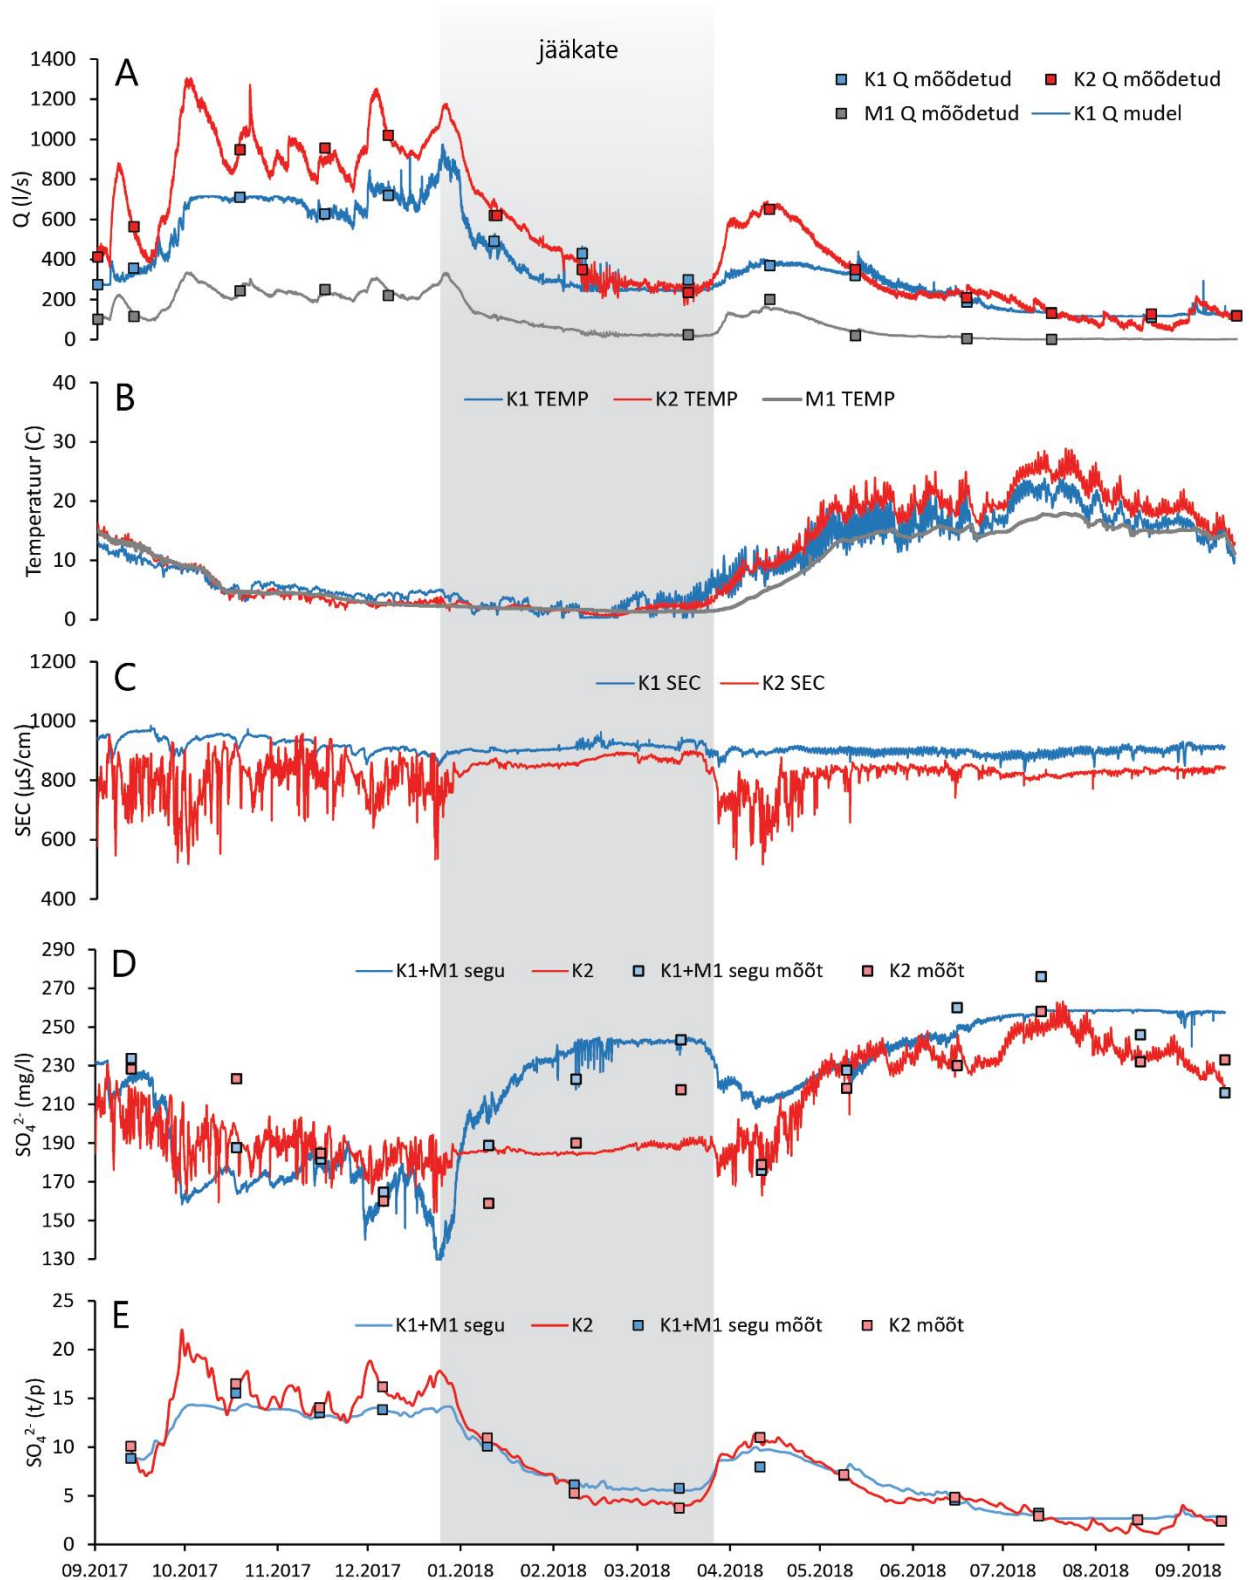 jääkate
A
1400
1200
1000
800
600
400
200
0
Q (l/s)
K1 Q mõõdetud
K2 Q mõõdetud
M1 Q mõõdetud
K1 Q mudel
B
40
30
20
10
0
Temperatuur (C)
K1 TEMP
K2 TEMP
M1 TEMP
C
1200
1000
800
600
400
SEC (µS/cm)
K1 SEC
K2 SEC
D
290
270
250
230
210
190
170
150
130
SO₄²⁻ (mg/l)
K1+M1 segu
K2
K1+M1 segu mõõt
K2 mõõt
E
25
20
15
10
5
0
SO₄²⁻ (t/p)
K1+M1 segu
K2
K1+M1 segu mõõt
K2 mõõt
09.2017 10.2017 11.2017 12.2017 01.2018 02.2018 03.2018 04.2018 05.2018 06.2018 07.2018 08.2018 09.2018